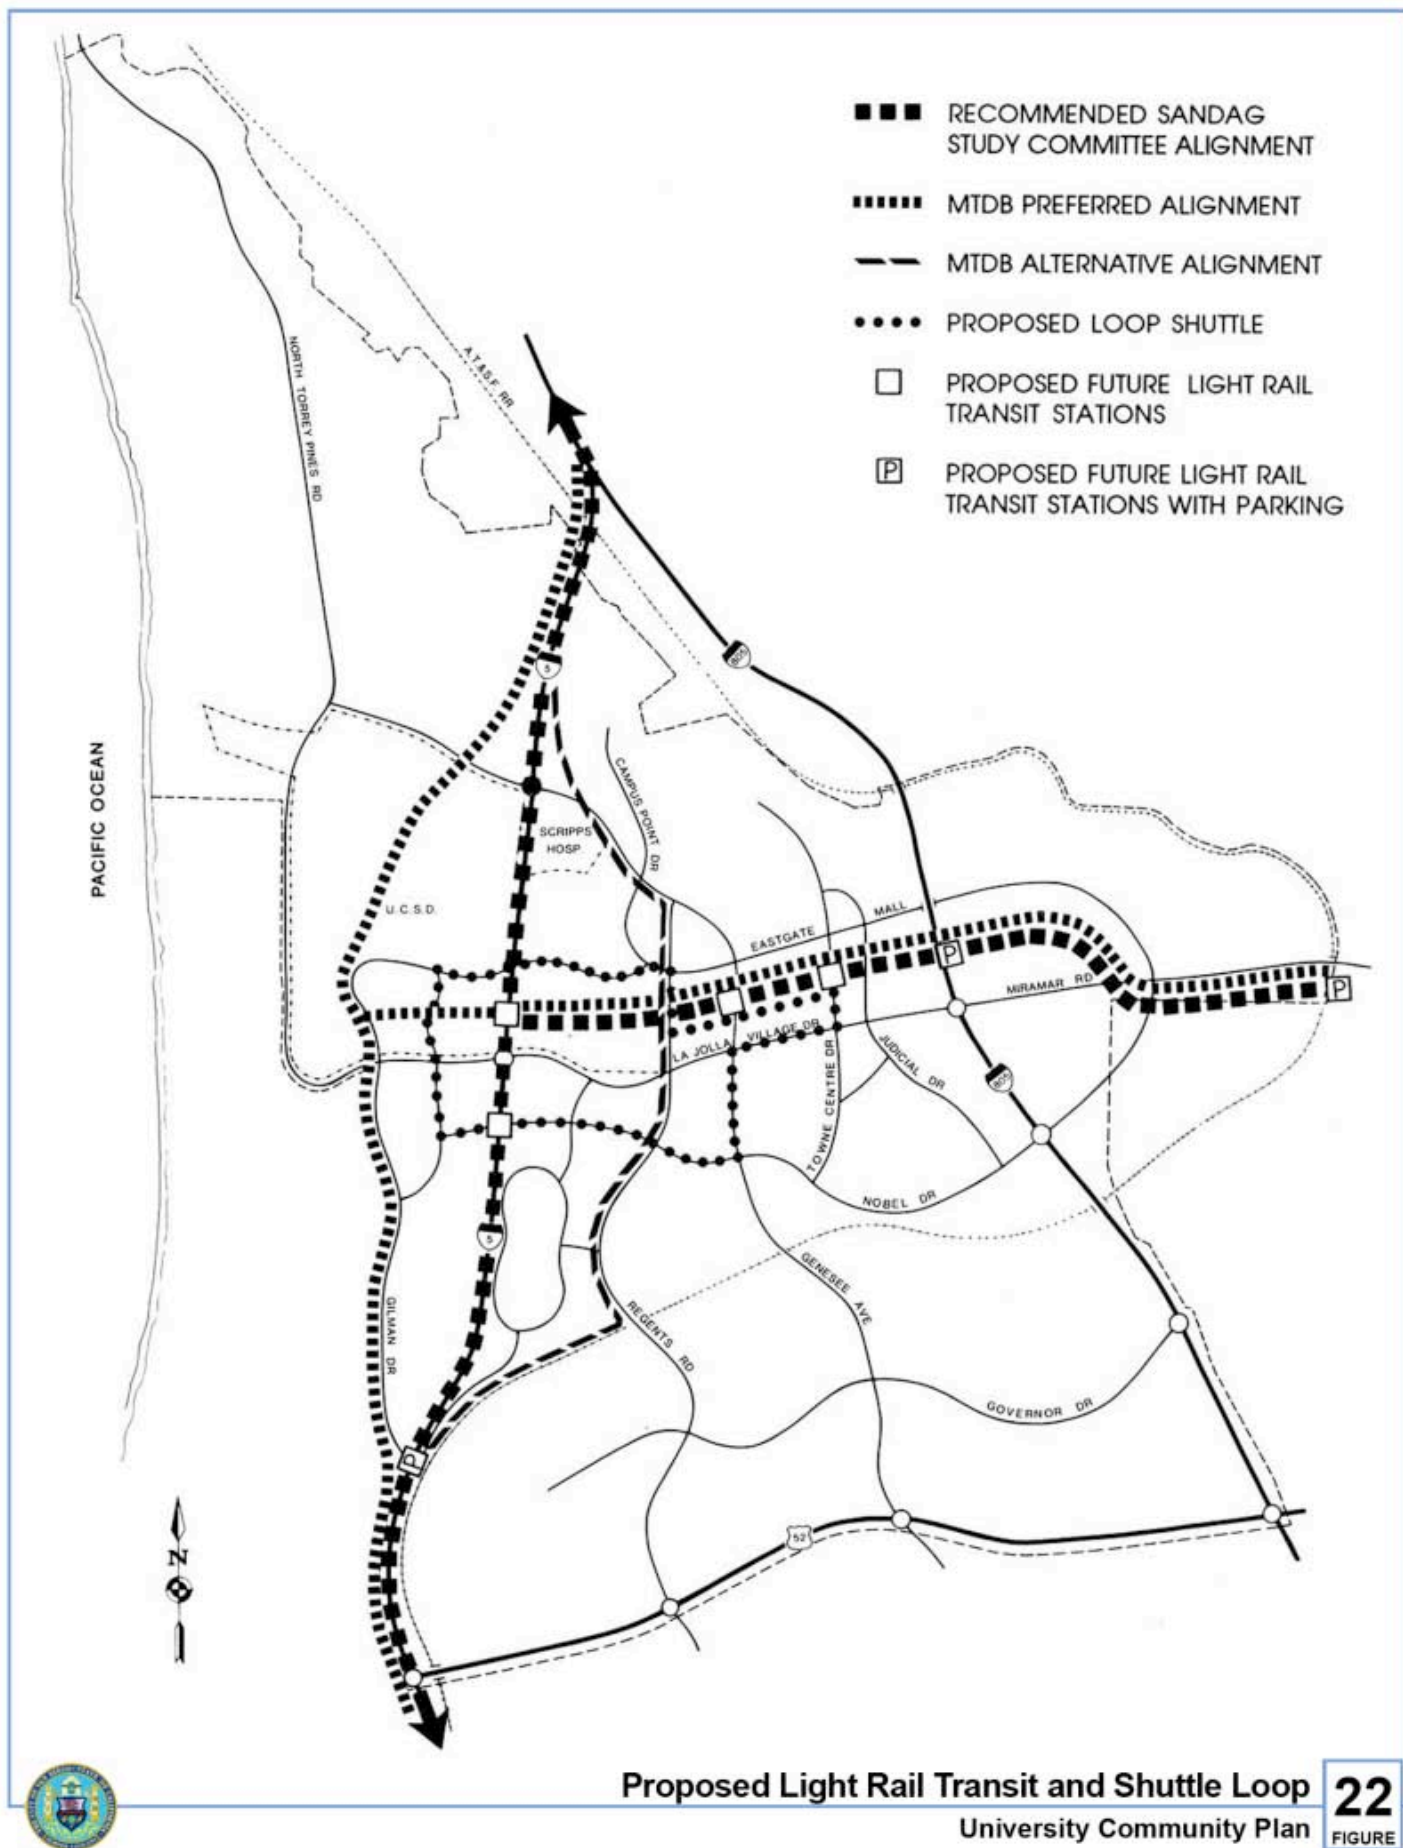 RECOMMENDED SANDAG
STUDY COMMITTEE ALIGNMENT
MTDB PREFERRED ALIGNMENT
MTDB ALTERNATIVE ALIGNMENT
PROPOSED LOOP SHUTTLE
PROPOSED FUTURE LIGHT RAIL
TRANSIT STATIONS
P
PROPOSED FUTURE LIGHT RAIL
TRANSIT STATIONS WITH PARKING
NORTH TORREY PINES RD
A.T.&S.F. RR
5
805
PACIFIC OCEAN
CAMPUS POINT DR
SCRIPPS
HOSP.
U.C.S.D.
EASTGATE
MALL
P
MIRAMAR RD
P
LA JOLLA
VILLAGE DR
TOWNE CENTRE DR
JUDICIAL DR
805
NOBEL DR
5
GENESEE AVE
GILMAN DR
REGENTS RD
GOVERNOR DR
P
52
N
Proposed Light Rail Transit and Shuttle Loop
University Community Plan
22
FIGURE